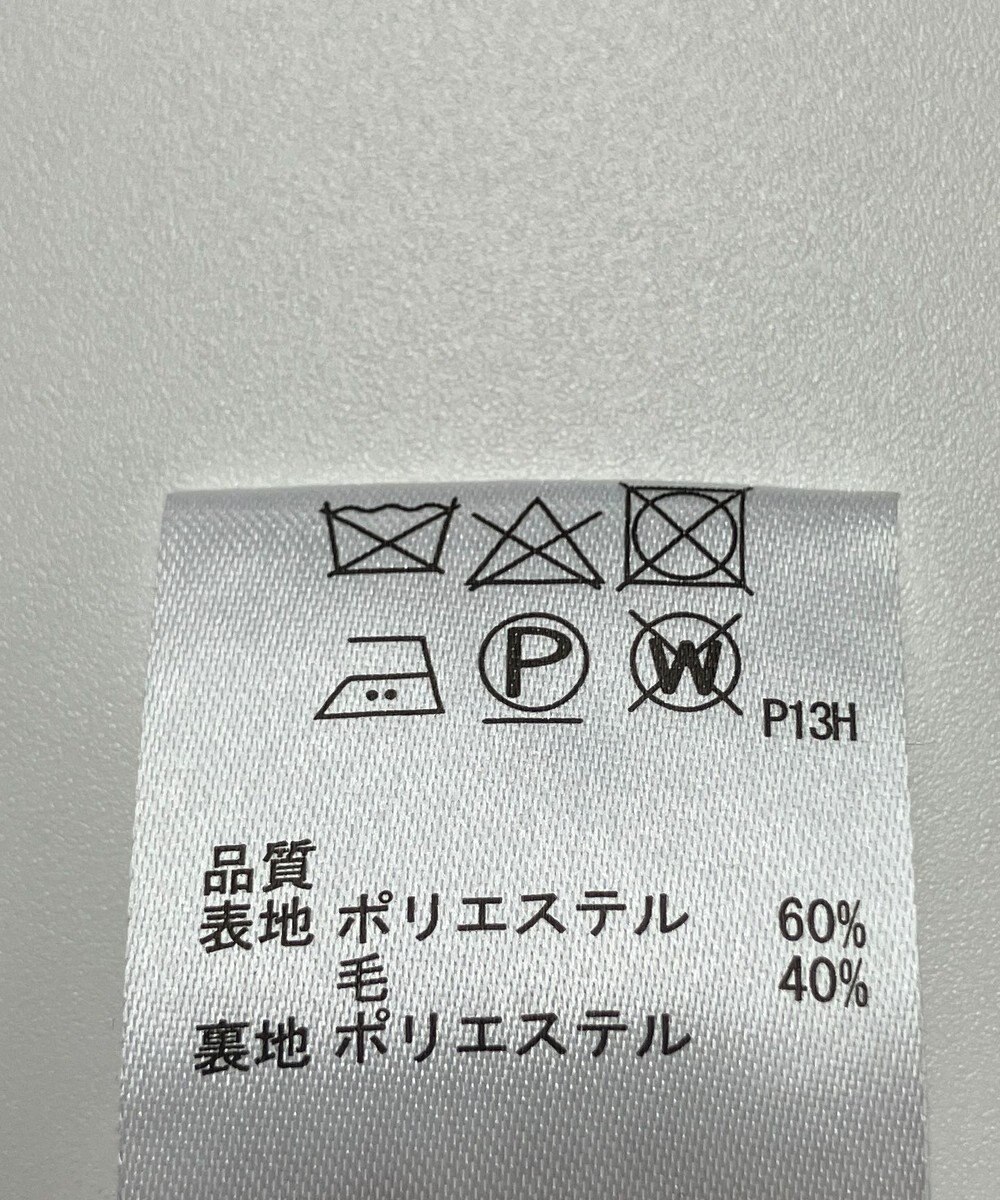 P W P13H
品質
表地 ポリエステル 60%
毛 40%
裏地 ポリエステル